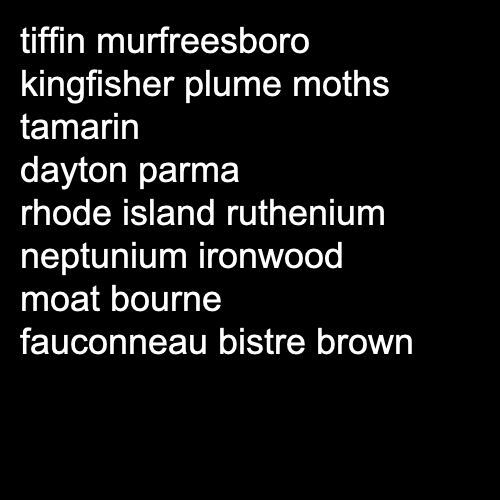 tiffin murfreesboro
kingfisher plume moths
tamarin
dayton parma
rhode island ruthenium
neptunium ironwood
moat bourne
fauconneau bistre brown